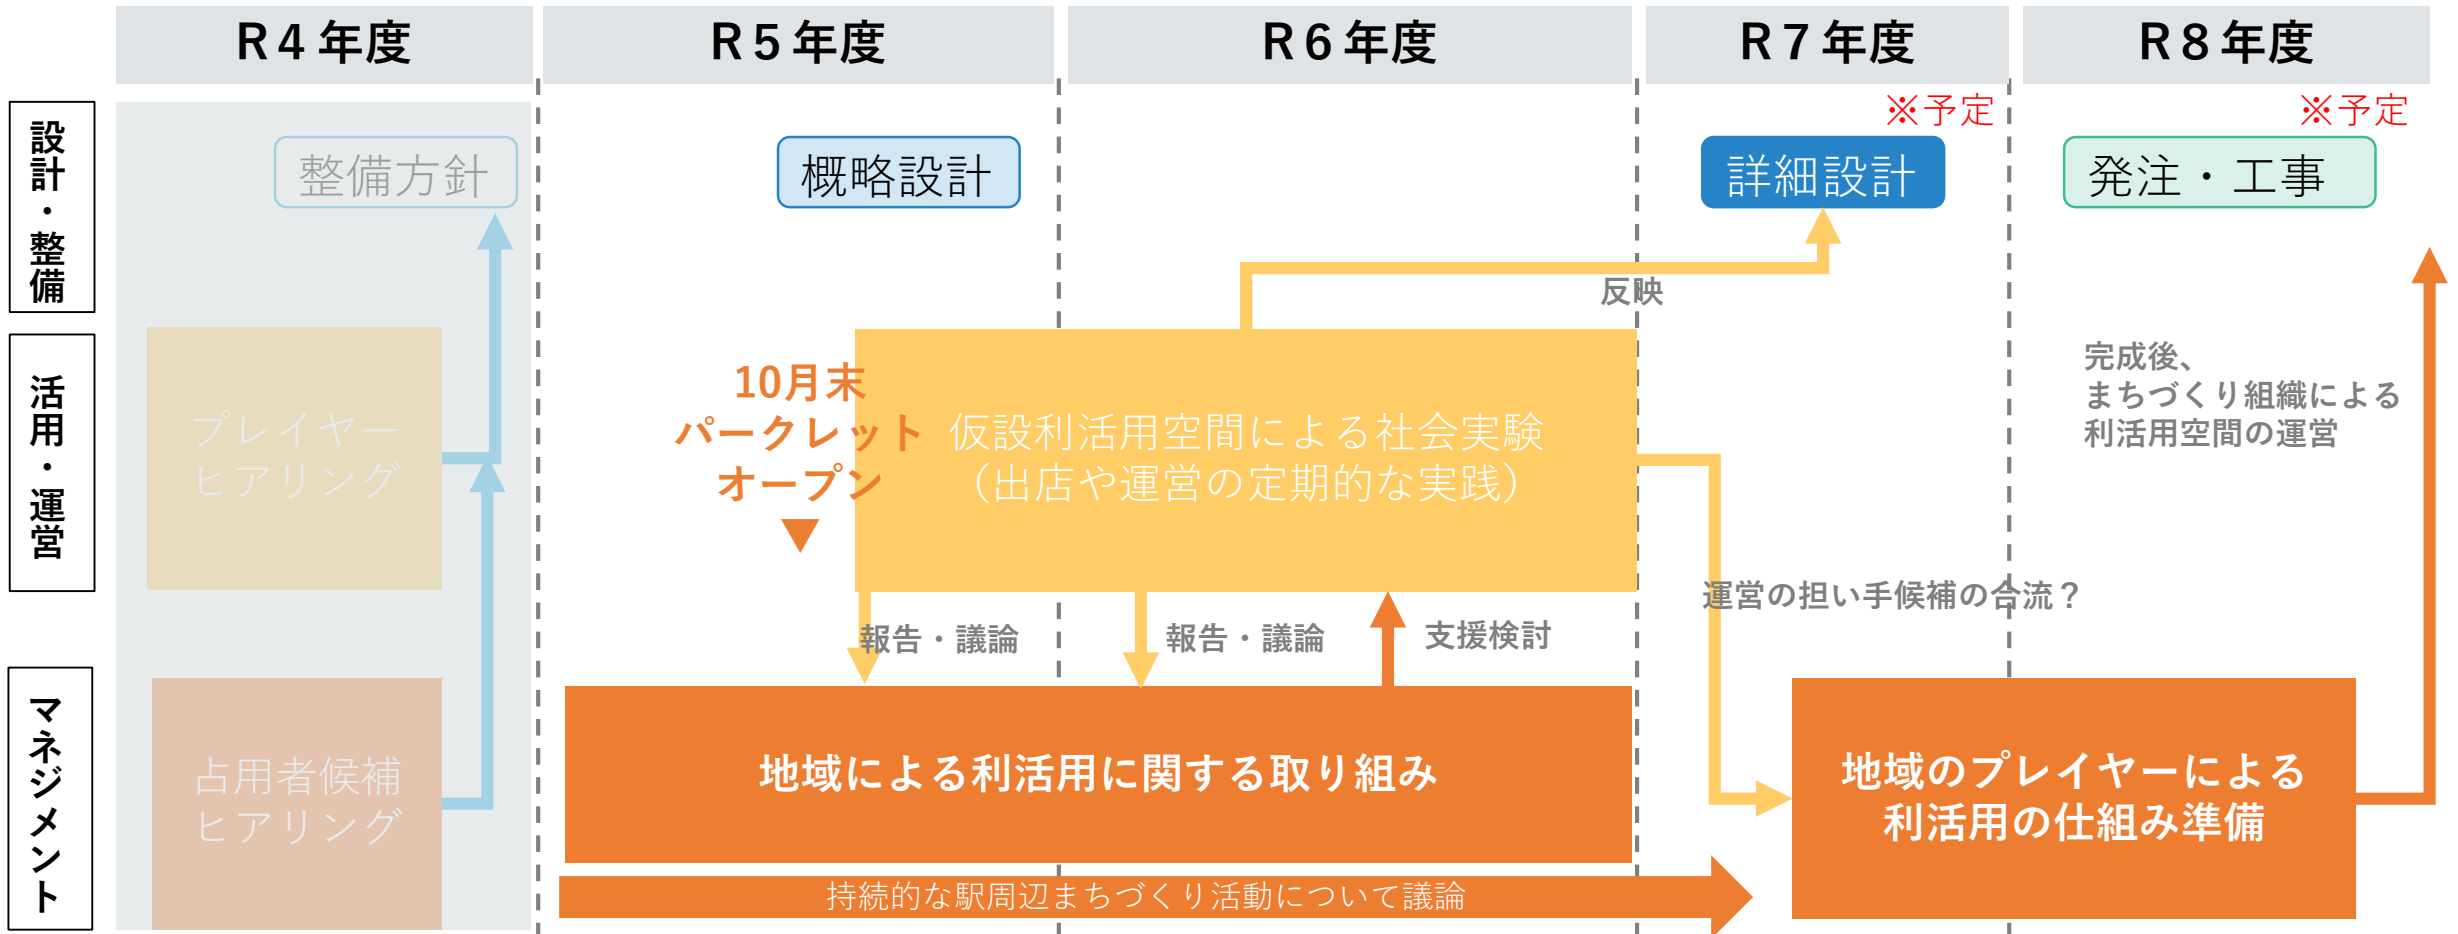 R4年度
R5年度
R6年度
R7年度
R8年度
設計・整備
整備方針
概略設計
※予定
詳細設計
※予定
発注・工事
反映
活用・運営
プレイヤー
ヒアリング
10月末
パークレット
オープン
仮設利活用空間による社会実験
（出店や運営の定期的な実践）
完成後、
まちづくり組織による
利活用空間の運営
運営の担い手候補の合流？
報告・議論
報告・議論
支援検討
マネジメント
占用者候補
ヒアリング
地域による利活用に関する取り組み
地域のプレイヤーによる
利活用の仕組み準備
持続的な駅周辺まちづくり活動について議論